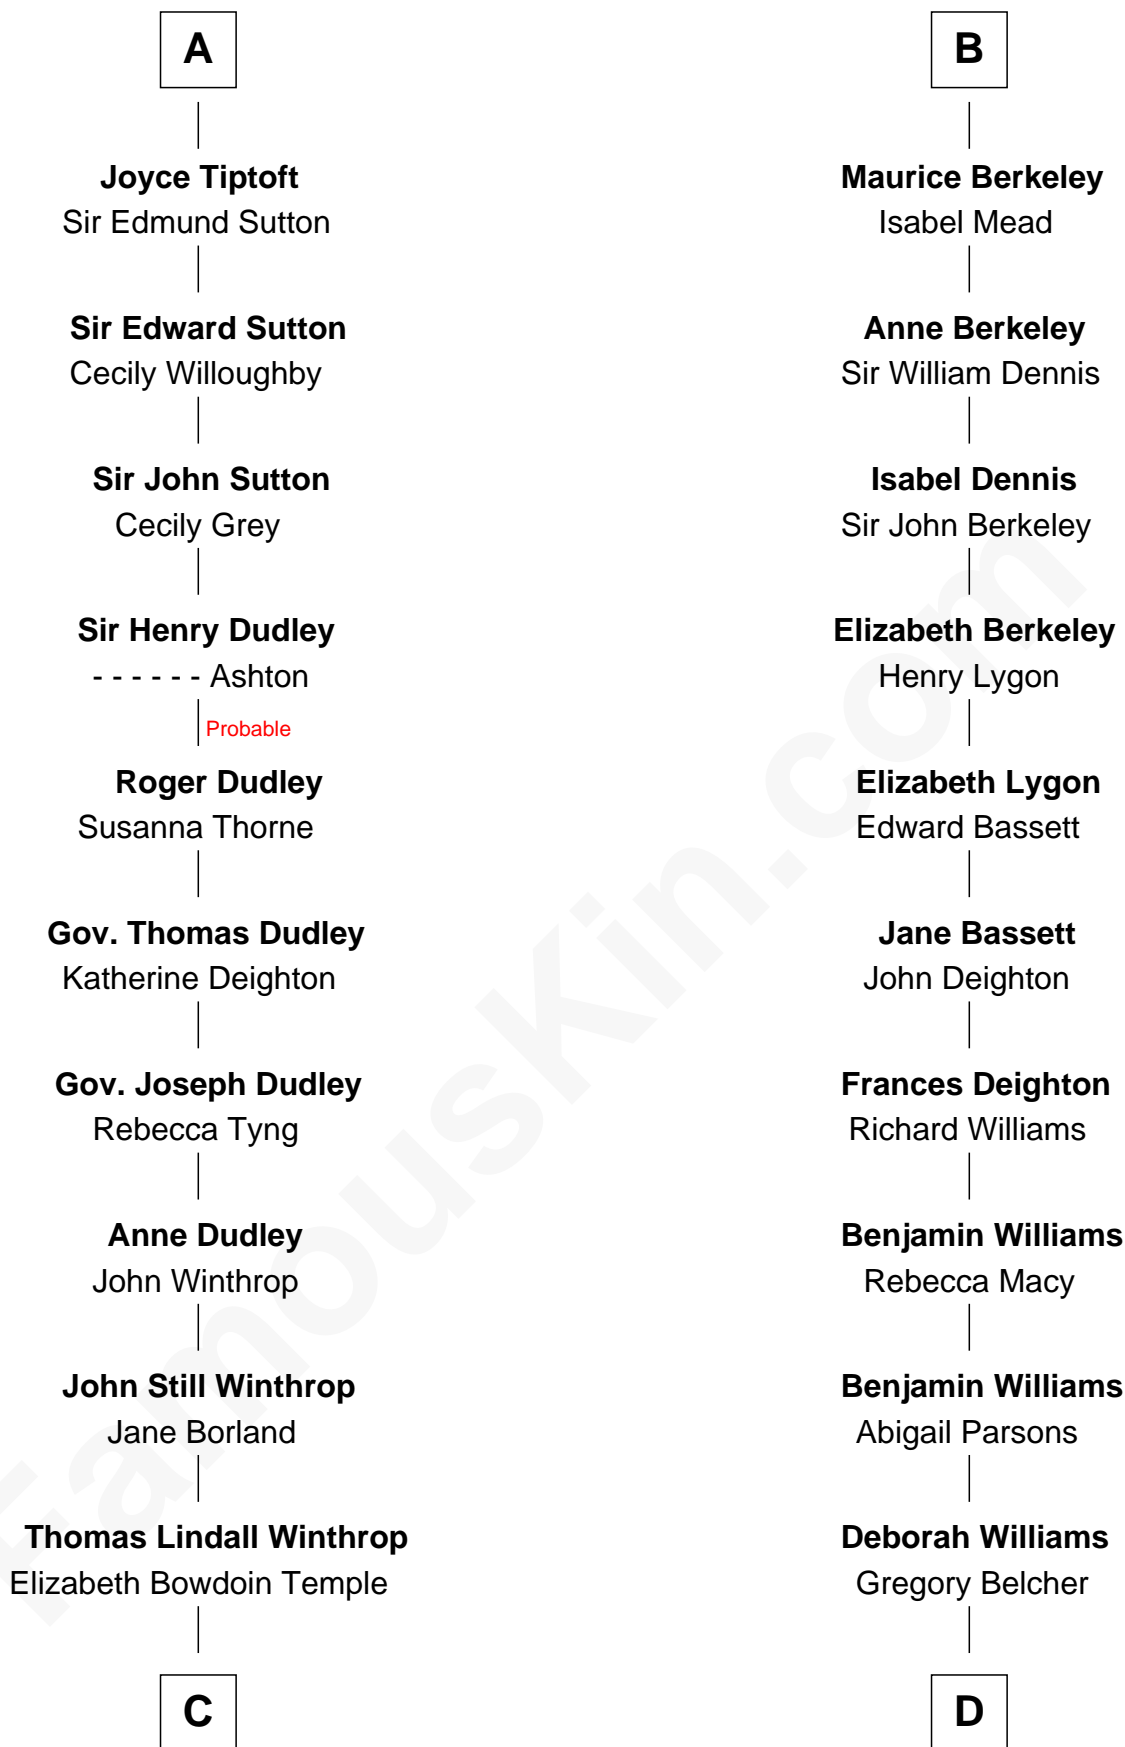 A
Joyce Tiptoft
Sir Edmund Sutton
Sir Edward Sutton
Cecily Willoughby
Sir John Sutton
Cecily Grey
Sir Henry Dudley
- - - - - - Ashton
Probable
Roger Dudley
Susanna Thorne
Gov. Thomas Dudley
Katherine Deighton
Gov. Joseph Dudley
Rebecca Tyng
Anne Dudley
John Winthrop
John Still Winthrop
Jane Borland
Thomas Lindall Winthrop
Elizabeth Bowdoin Temple
C
B
Maurice Berkeley
Isabel Mead
Anne Berkeley
Sir William Dennis
Isabel Dennis
Sir John Berkeley
Elizabeth Berkeley
Henry Lygon
Elizabeth Lygon
Edward Bassett
Jane Bassett
John Deighton
Frances Deighton
Richard Williams
Benjamin Williams
Rebecca Macy
Benjamin Williams
Abigail Parsons
Deborah Williams
Gregory Belcher
D
FamousKin.com